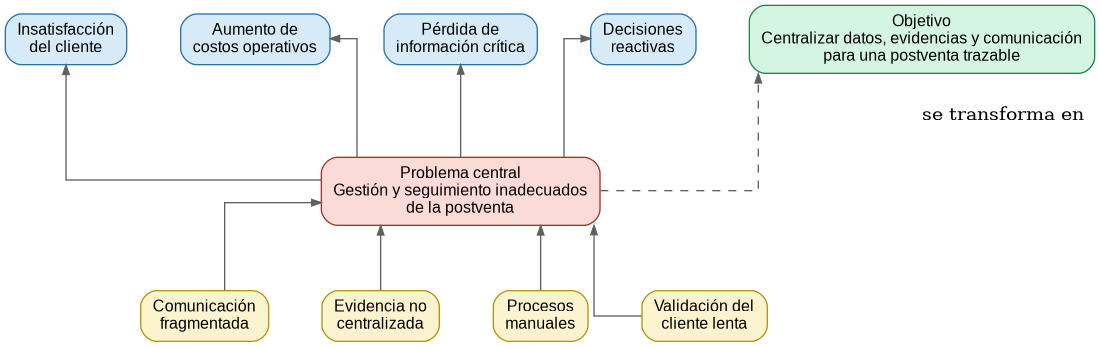 Insatisfacción
del cliente
Aumento de
costos operativos
Pérdida de
información crítica
Decisiones
reactivas
Objetivo
Centralizar datos, evidencias y comunicación
para una postventa trazable
se transforma en
Problema central
Gestión y seguimiento inadecuados
de la postventa
Comunicación
fragmentada
Evidencia no
centralizada
Procesos
manuales
Validación del
cliente lenta